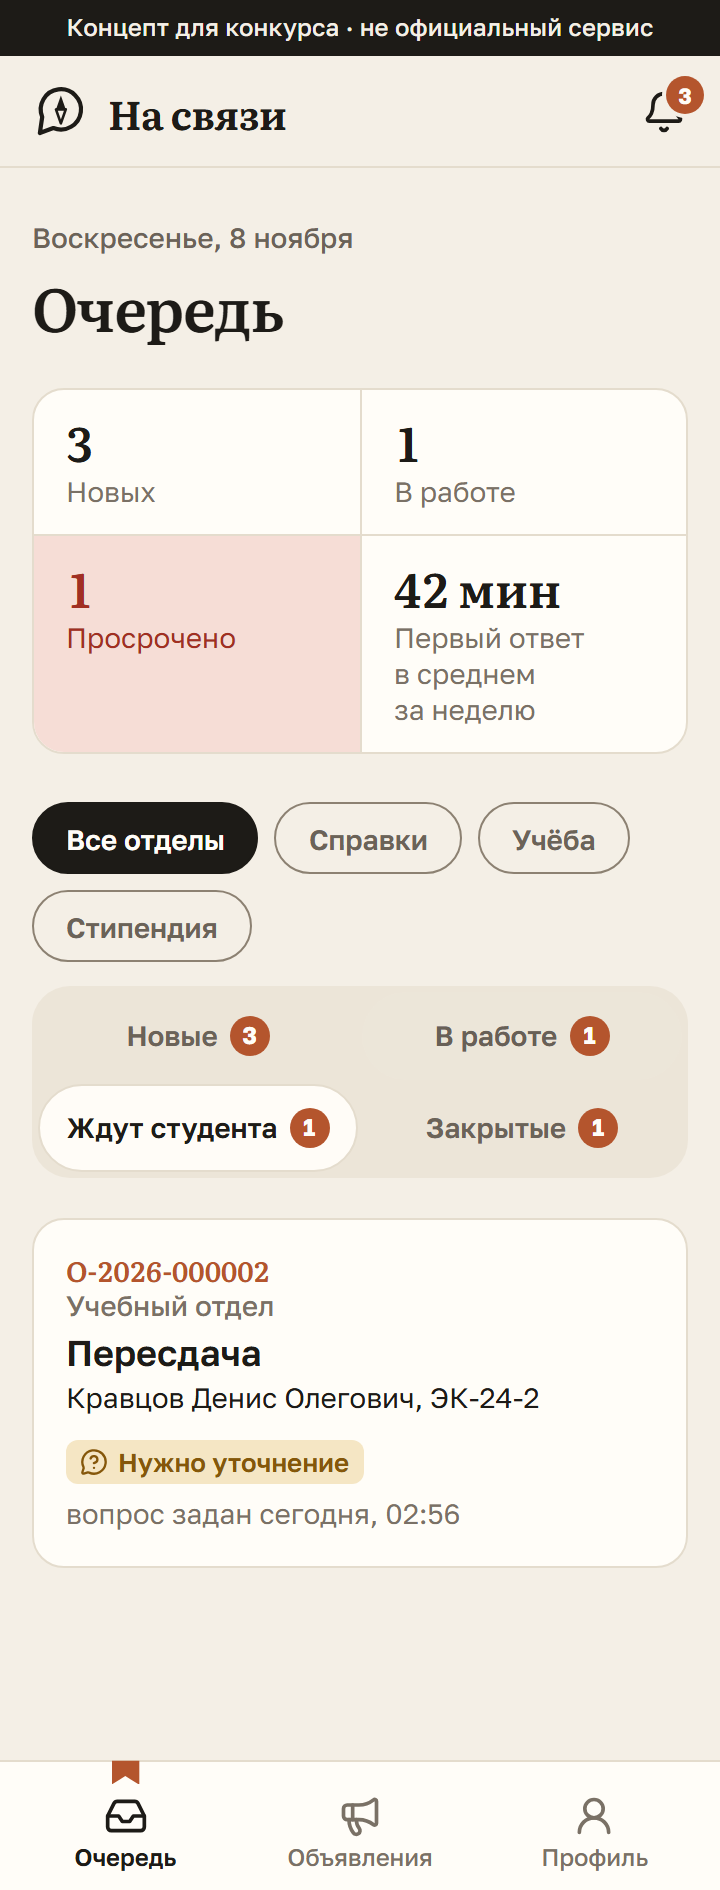 Концепт для конкурса · не официальный сервис
На связи
3
Воскресенье, 8 ноября
Очередь
3
Новых
1
В работе
1
Просрочено
42 мин
Первый ответ
в среднем
за неделю
Все отделы
Справки
Учёба
Стипендия
Новые 3
В работе 1
Ждут студента 1
Закрытые 1
О-2026-000002
Учебный отдел
Пересдача
Кравцов Денис Олегович, ЭК-24-2
Нужно уточнение
вопрос задан сегодня, 02:56
Очередь
Объявления
Профиль